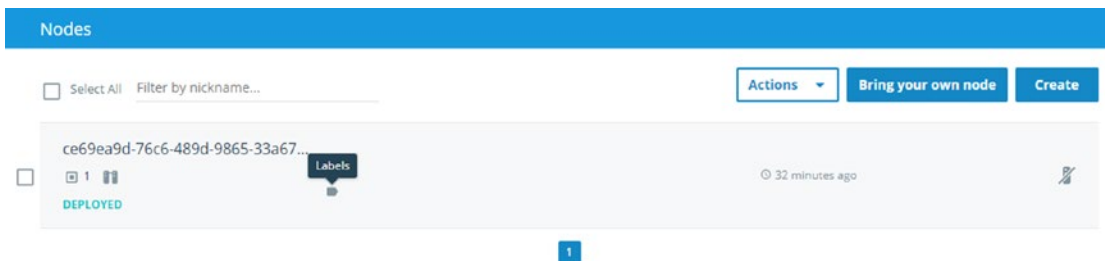 Nodes
Select All Filter by nickname... Actions Bring your own node Create
ce69ea9d-76c6-489d-9865-33a67...
Labels
1
32 minutes ago
DEPLOYED
1